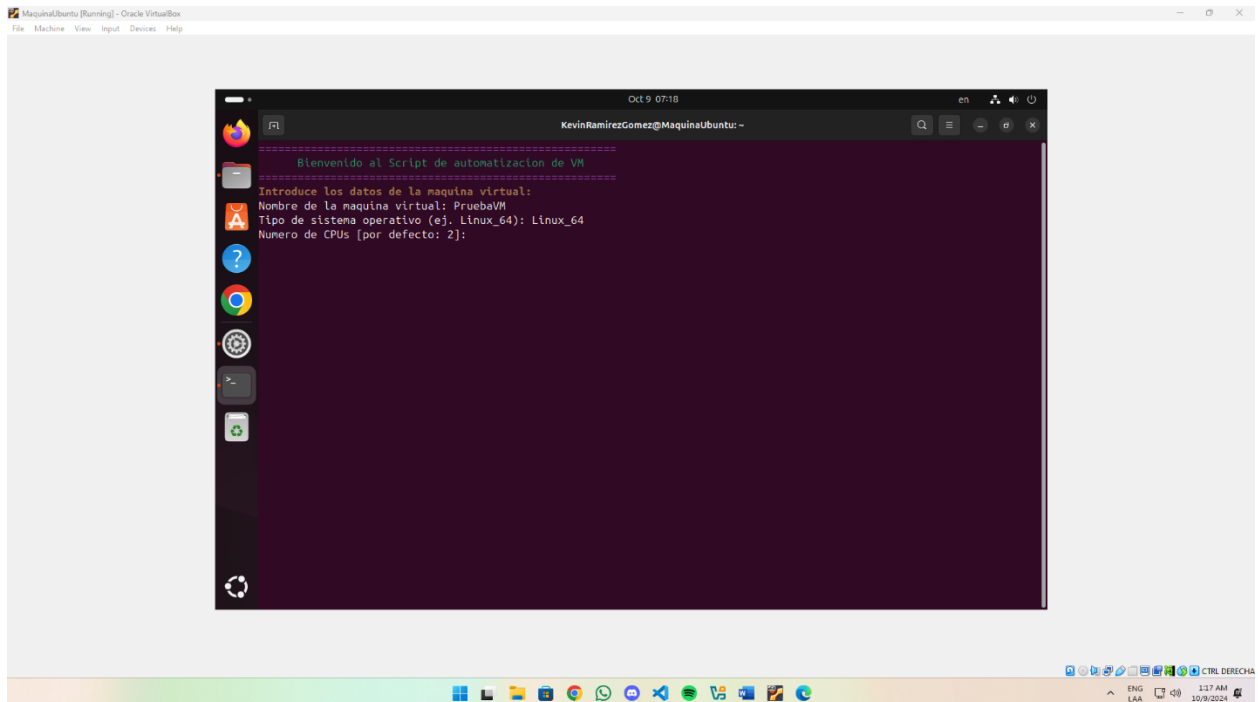 MaquinaUbuntu [Running] - Oracle VirtualBox
File Machine View Input Devices Help
Oct 9 07:18
en
KevinRamirezGomez@MaquinaUbuntu: ~
=======================================================
Bienvenido al Script de automatizacion de VM
=======================================================
Introduce los datos de la maquina virtual:
Nombre de la maquina virtual: PruebaVM
Tipo de sistema operativo (ej. Linux_64): Linux_64
Numero de CPUs [por defecto: 2]:
CTRL DERECHA
ENG
LAA
1:17 AM
10/9/2024